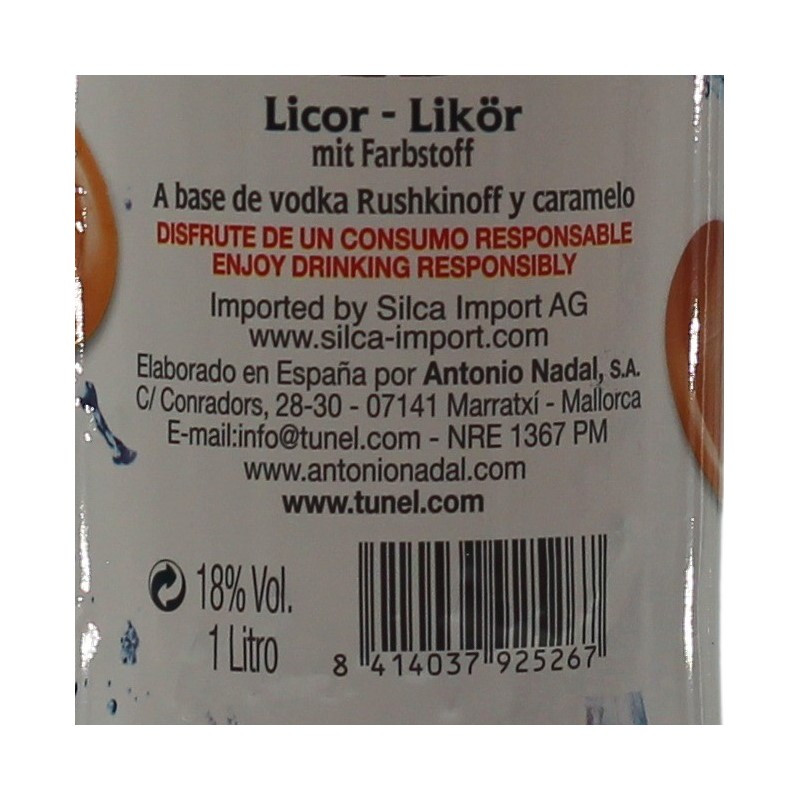 Licor - Likör
mit Farbstoff
A base de vodka Rushkinoff y caramelo
DISFRUTE DE UN CONSUMO RESPONSABLE
ENJOY DRINKING RESPONSIBLY
Imported by Silca Import AG
www.silca-import.com
Elaborado en España por Antonio Nadal, S.A.
C/ Conradors, 28-30 - 07141 Marratxí - Mallorca
E-mail:info@tunel.com - NRE 1367 PM
www.antonionadal.com
www.tunel.com
18% Vol.
1 Litro
8 414037 925267